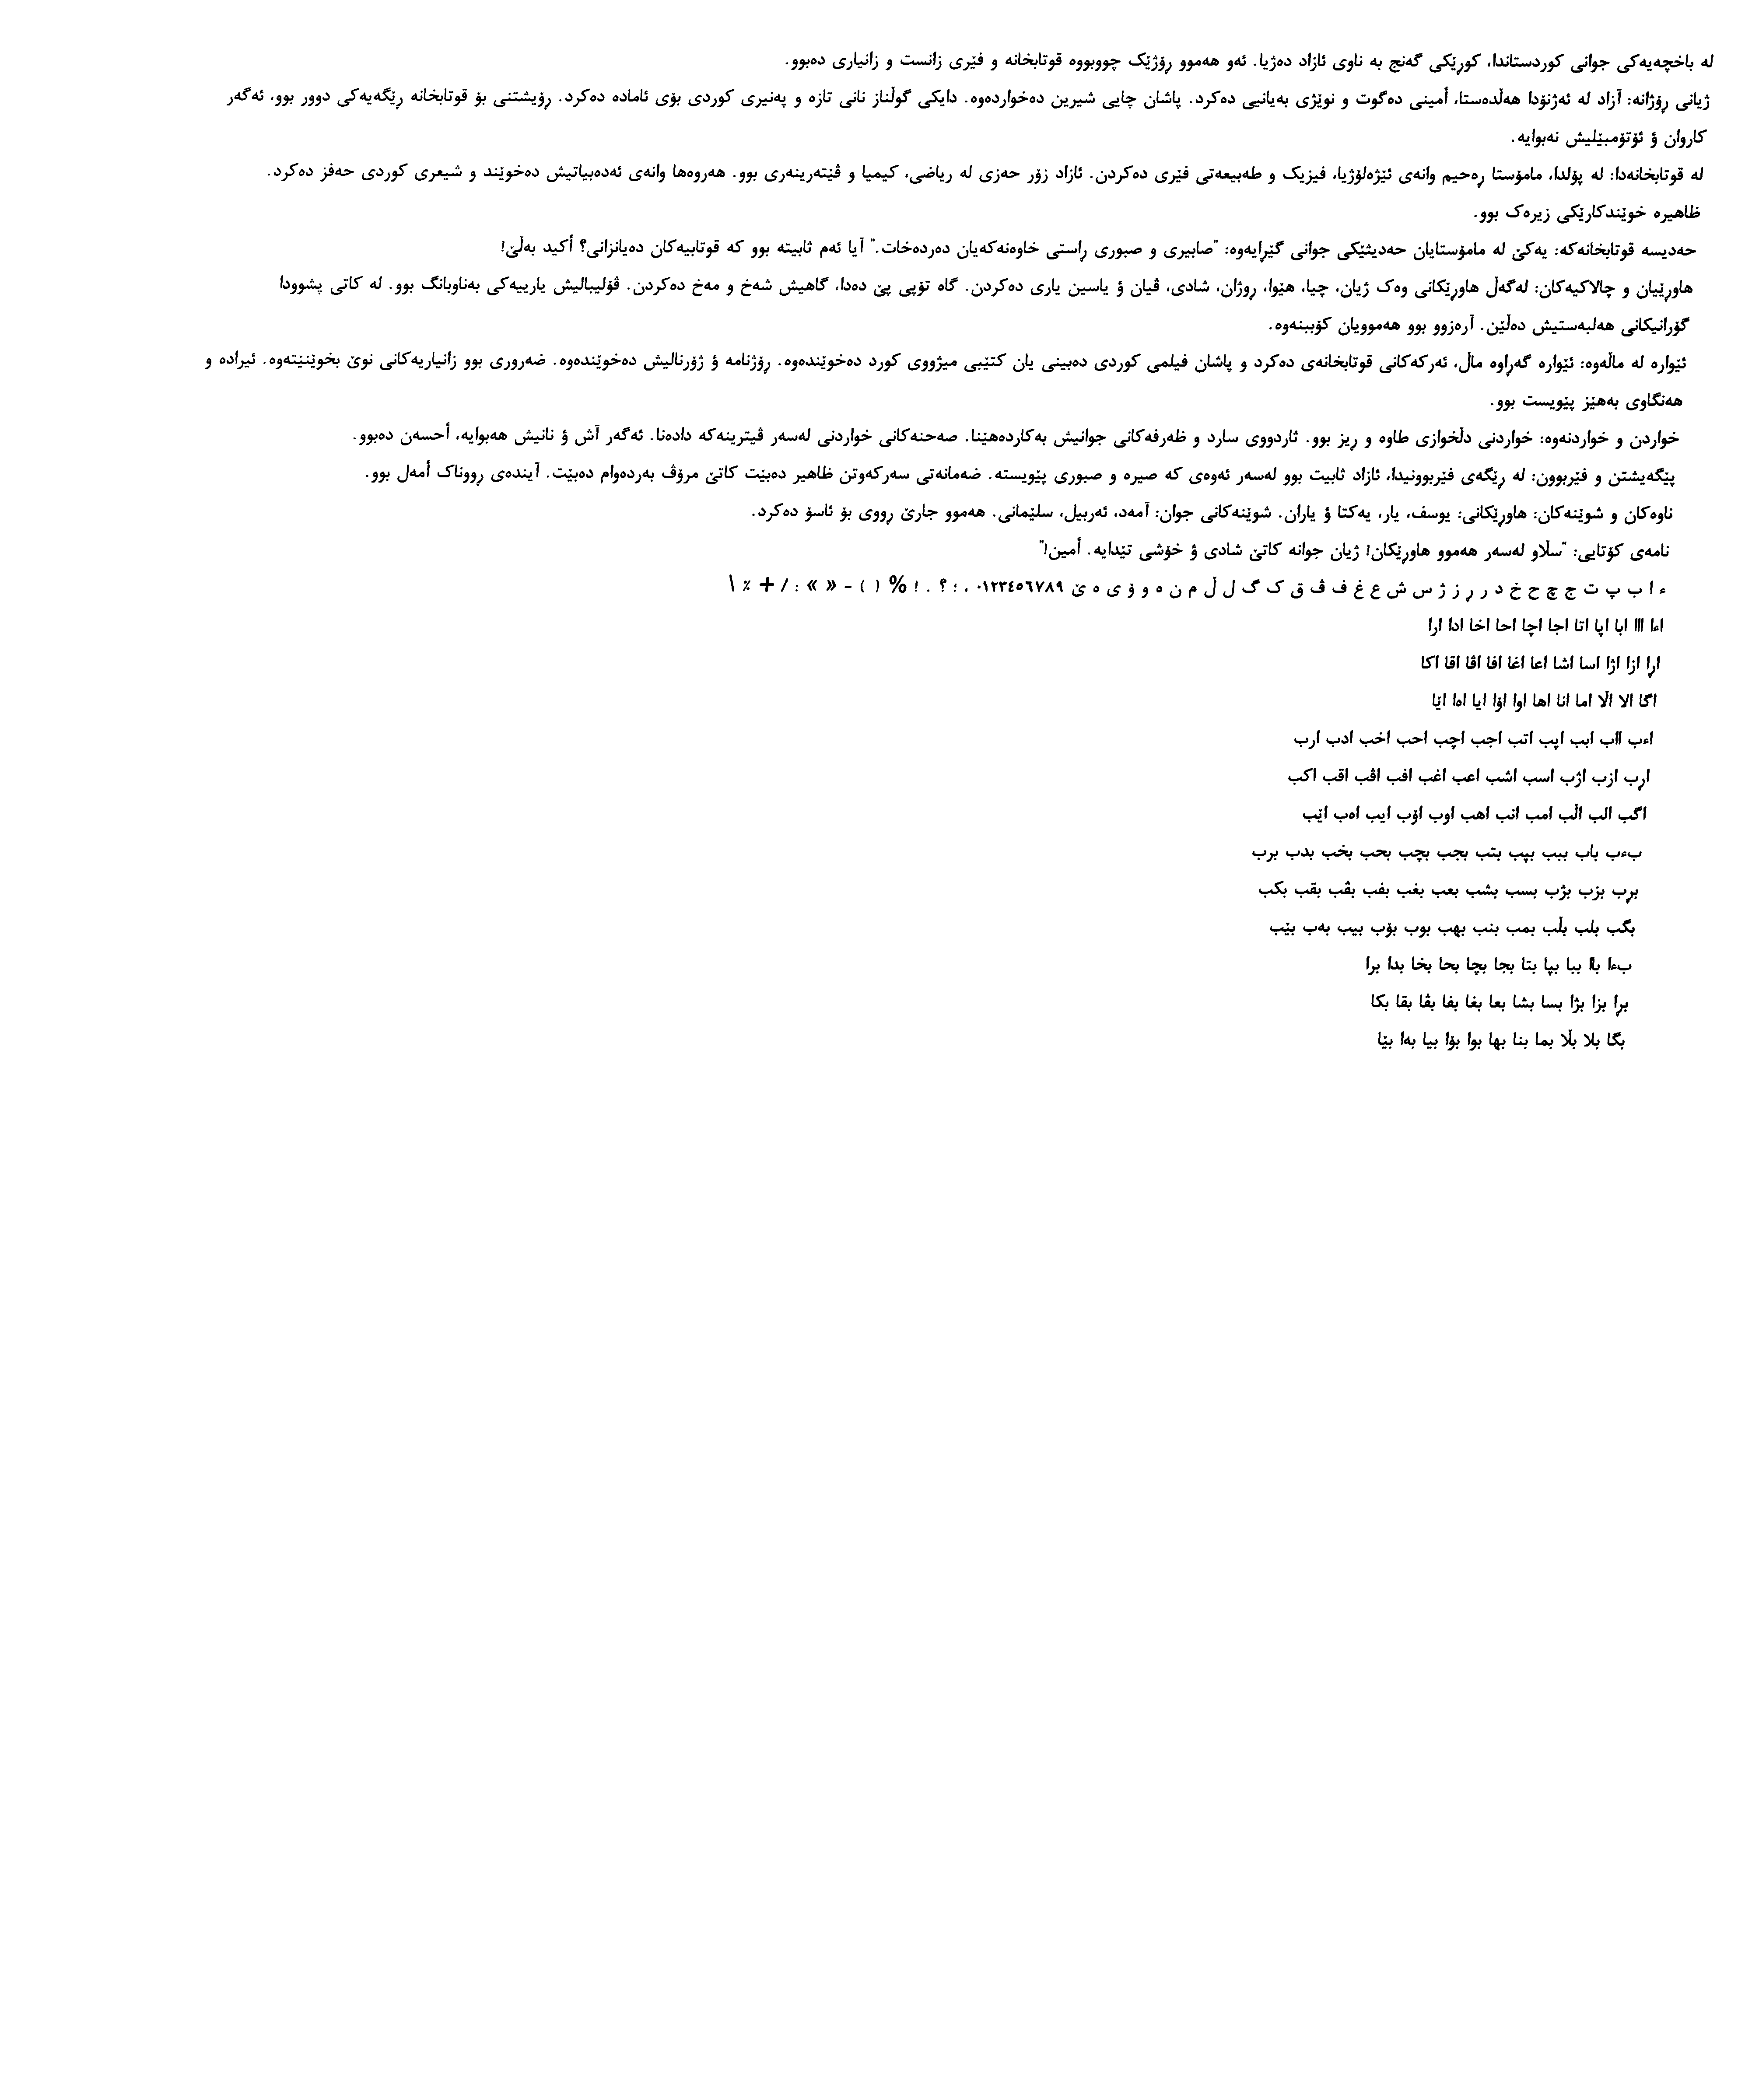 لە باخچەیەکی جوانی کوردستاندا، کوڕێکی گەنج بە ناوی ئازاد دەژیا. ئەو هەموو ڕۆژێک چووبووە قوتابخانە و فێری زانست و زانیاری دەبوو.
ژیانی ڕۆژانە: آزاد لە ئەژنۆدا هەڵدەستا، أمینی دەگوت و نوێژی بەیانیی دەکرد. پاشان چایی شیرین دەخواردەوە. دایکی گوڵناز نانی تازە و پەنیری کوردی بۆی ئامادە دەکرد. ڕۆیشتنی بۆ قوتابخانە ڕێگەیەکی دوور بوو، ئەگەر
کاروان ؤ ئۆتۆمبێلیش نەبوایە.
لە قوتابخانەدا: لە پۆلدا، مامۆستا ڕەحیم وانەی ئێژەلۆژیا، فیزیک و طەبیعەتی فێری دەکردن. ئازاد زۆر حەزی لە ریاضی، کیمیا و ڤێتەرینەری بوو. هەروەها وانەی ئەدەبیاتیش دەخوێند و شیعری کوردی حەفز دەکرد.
ظاهیرە خوێندکارێکی زیرەک بوو.
حەدیسە قوتابخانەکە: یەکێ لە مامۆستایان حەدیثێکی جوانی گێڕایەوە: "صابیری و صبوری ڕاستی خاوەنەکەیان دەردەخات." آیا ئەم ثابیتە بوو کە قوتابیەکان دەیانزانی؟ أکید بەڵێ!
هاوڕێیان و چالاکیەکان: لەگەڵ هاوڕێکانی وەک ژیان، چیا، هێوا، ڕوژان، شادی، ڤیان ؤ یاسین یاری دەکردن. گاە تۆپی پێ دەدا، گاهیش شەخ و مەخ دەکردن. ڤۆلیبالیش یارییەکی بەناوبانگ بوو. لە کاتی پشوودا
گۆرانیکانی هەلبەستیش دەڵێن. آرەزوو بوو هەموویان کۆببنەوە.
ئێوارە لە ماڵەوە: ئێوارە گەڕاوە ماڵ، ئەرکەکانی قوتابخانەی دەکرد و پاشان فیلمی کوردی دەبینی یان کتێبی میژووی کورد دەخوێندەوە. ڕۆژنامە ؤ ژۆرنالیش دەخوێندەوە. ضەروری بوو زانیاریەکانی نوێ بخوێنێتەوە. ئیرادە و
هەنگاوی بەهێز پێویست بوو.
خواردن و خواردنەوە: خواردنی دڵخوازی طاوە و ڕیز بوو. ثاردووی سارد و ظەرفەکانی جوانیش بەکاردەهێنا. صەحنەکانی خواردنی لەسەر ڤیترینەکە دادەنا. ئەگەر آش ؤ نانیش هەبوایە، أحسەن دەبوو.
پێگەیشتن و فێربوون: لە ڕێگەی فێربوونیدا، ئازاد ثابیت بوو لەسەر ئەوەی کە صیرە و صبوری پێویستە. ضەمانەتی سەرکەوتن ظاهیر دەبێت کاتێ مرۆڤ بەردەوام دەبێت. آیندەی ڕووناک أمەل بوو.
ناوەکان و شوێنەکان: هاوڕێکانی: یوسف، یار، یەکتا ؤ یاران. شوێنەکانی جوان: آمەد، ئەربیل، سلێمانی. هەموو جارێ ڕووی بۆ ئاسۆ دەکرد.
نامەی کۆتایی: "سڵاو لەسەر هەموو هاوڕێکان! ژیان جوانە کاتێ شادی ؤ خۆشی تێدایە. أمین!"
ء ا ب پ ت ج چ ح خ د ر ڕ ز ژ س ش ع غ ف ڤ ق ک گ ل ڵ م ن ە و ۆ ی ە ێ ٠١٢٣٤٥٦٧٨٩ ، ؛ ؟ . ! % ( ) - « » : / + ٪ \
اءا ااا ابا اپا اتا اجا اچا احا اخا ادا ارا
اڕا ازا اژا اسا اشا اعا اغا افا اڤا اقا اکا
اگا الا اڵا اما انا اها اوا اۆا ایا اەا اێا
اءب ااب ابب اپب اتب اجب اچب احب اخب ادب ارب
اڕب ازب اژب اسب اشب اعب اغب افب اڤب اقب اکب
اگب الب اڵب امب انب اهب اوب اۆب ایب اەب اێب
بءب باب ببب بپب بتب بجب بچب بحب بخب بدب برب
بڕب بزب بژب بسب بشب بعب بغب بفب بڤب بقب بکب
بگب بلب بڵب بمب بنب بهب بوب بۆب بیب بەب بێب
بءا باا ببا بپا بتا بجا بچا بحا بخا بدا برا
بڕا بزا بژا بسا بشا بعا بغا بفا بڤا بقا بکا
بگا بلا بڵا بما بنا بها بوا بۆا بیا بەا بێا